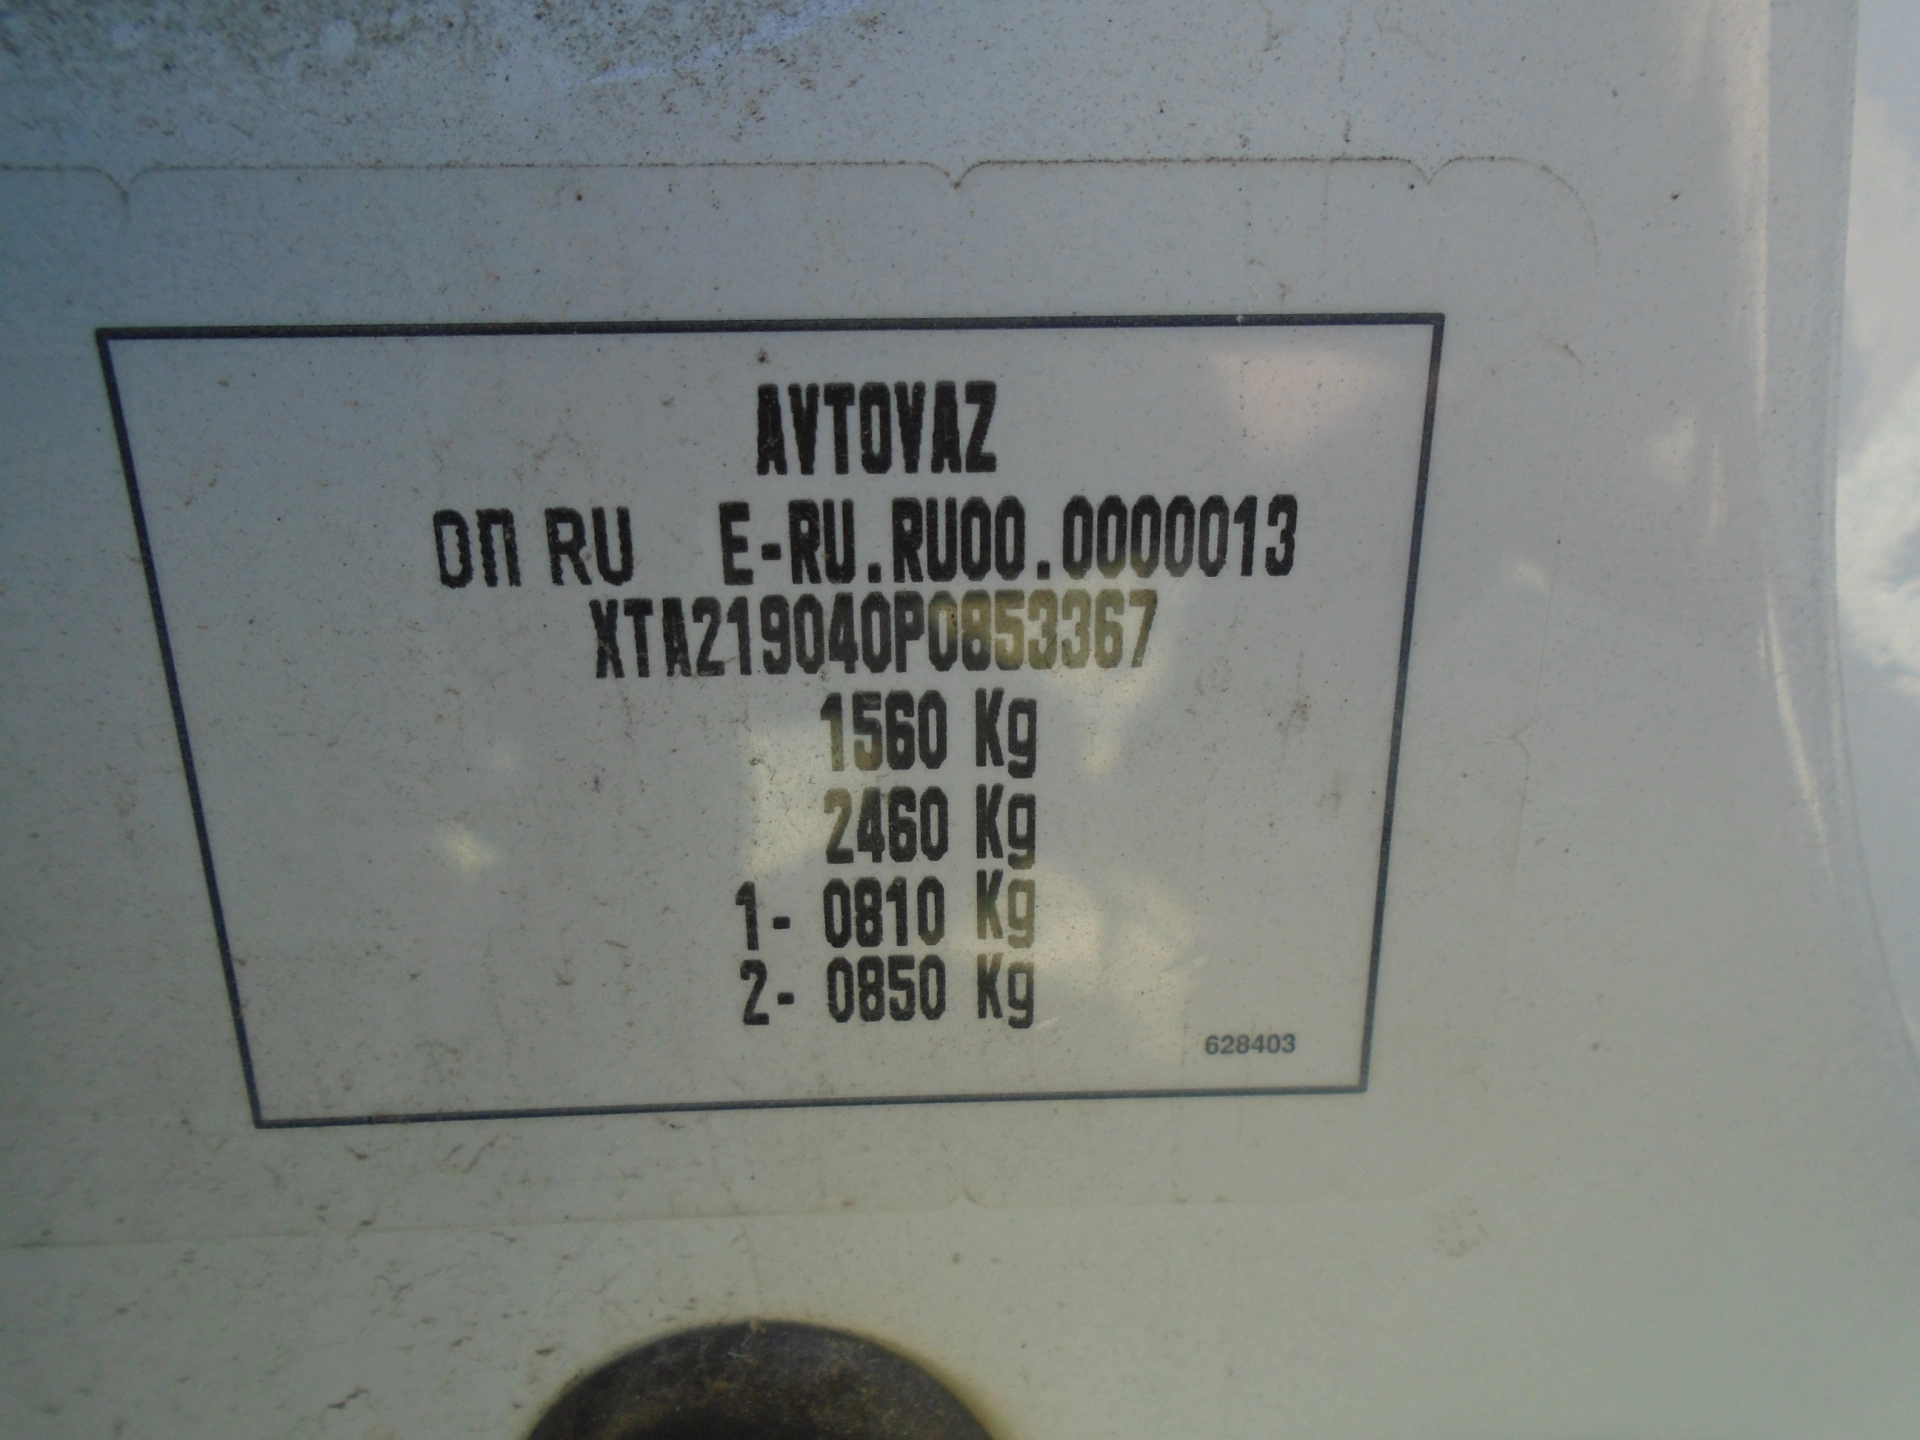 AVTOVAZ
ОП RU E-RU.RU00.0000013
XTA219040P0853367
1560 Kg
2460 Kg
1- 0810 Kg
2- 0850 Kg
628403